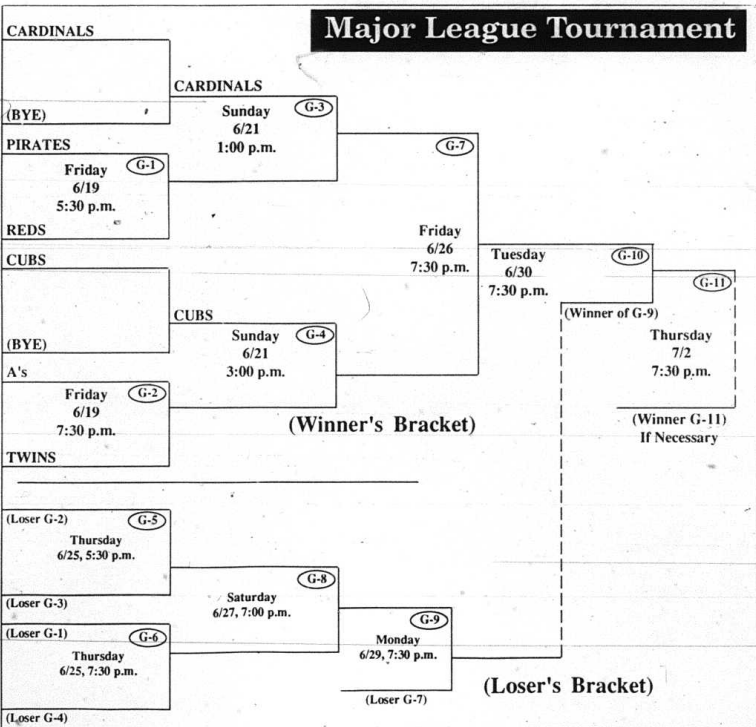 Major League Tournament
CARDINALS
(BYE)
CARDINALS
G-3
Sunday
6/21
1:00 p.m.
PIRATES
G-1
Friday
6/19
5:30 p.m.
REDS
G-7
Friday
6/26
7:30 p.m.
CUBS
(BYE)
CUBS
G-4
Sunday
6/21
3:00 p.m.
A's
G-2
Friday
6/19
7:30 p.m.
TWINS
Tuesday
6/30
7:30 p.m.
G-10
(Winner of G-9)
G-11
Thursday
7/2
7:30 p.m.
(Winner G-11)
If Necessary
(Winner's Bracket)
(Loser G-2)
G-5
Thursday
6/25, 5:30 p.m.
(Loser G-3)
(Loser G-1)
G-6
Thursday
6/25, 7:30 p.m.
(Loser G-4)
G-8
Saturday
6/27, 7:00 p.m.
G-9
Monday
6/29, 7:30 p.m.
(Loser G-7)
(Loser's Bracket)